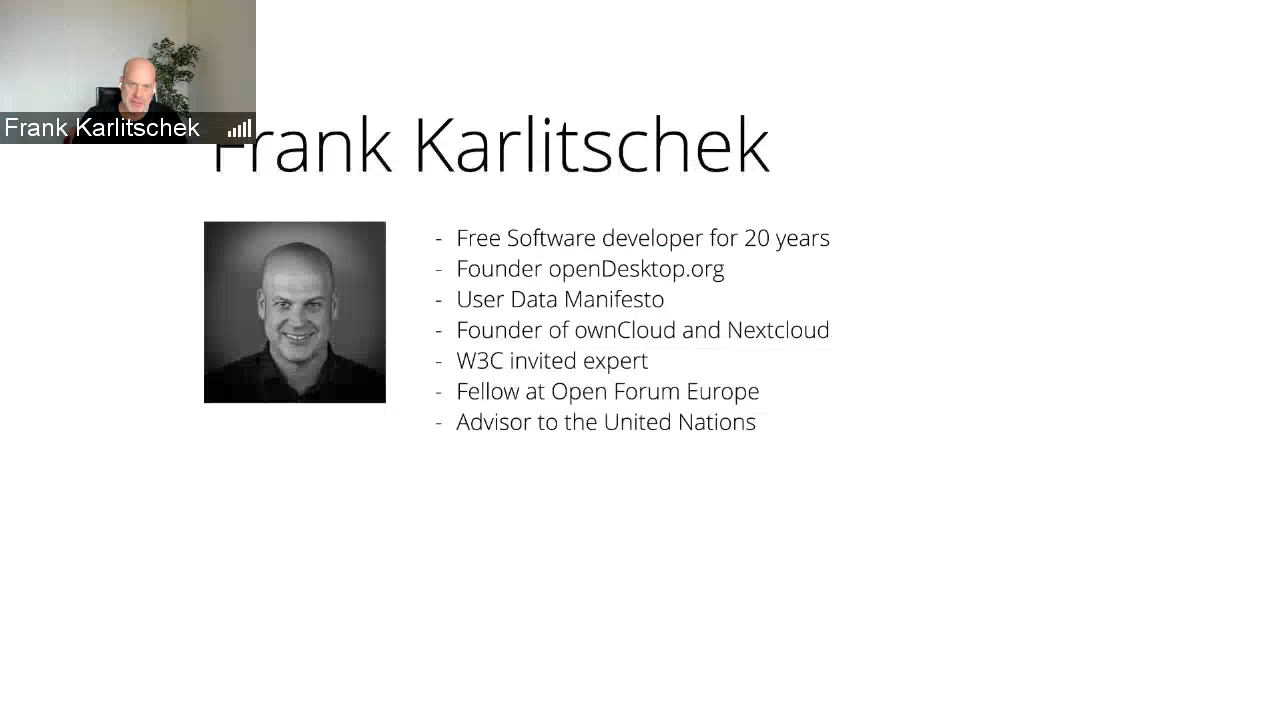 Frank Karlitschek
Frank Karlitschek
- Free Software developer for 20 years
- Founder openDesktop.org
- User Data Manifesto
- Founder of ownCloud and Nextcloud
- W3C invited expert
- Fellow at Open Forum Europe
- Advisor to the United Nations